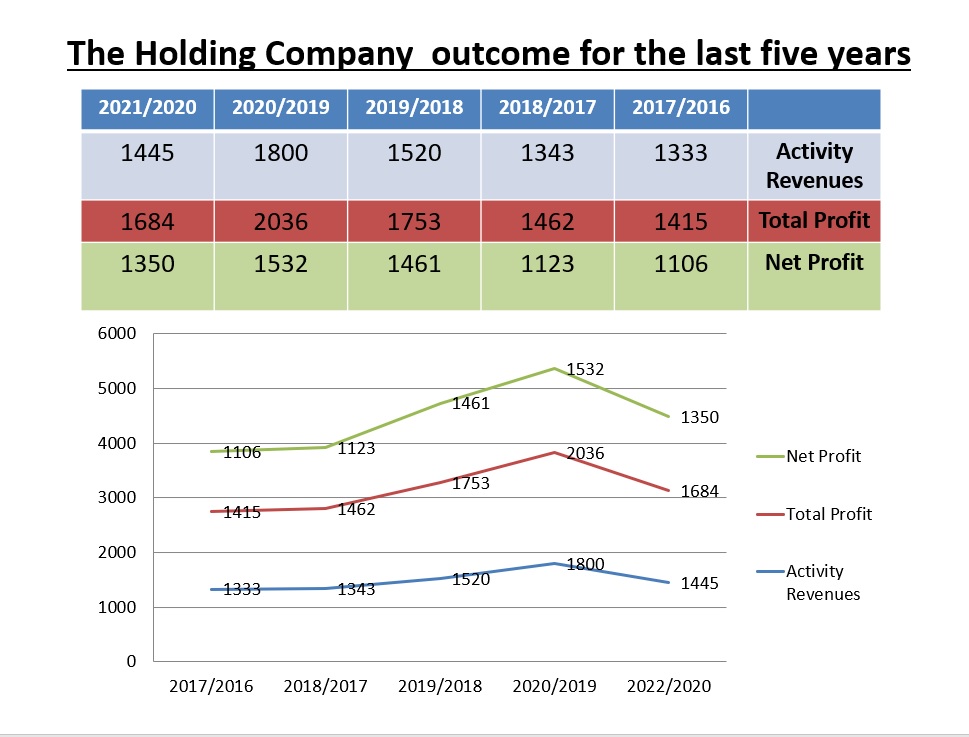 The Holding Company  outcome for the last five years
2021/2020 2020/2019 2019/2018 2018/2017 2017/2016
1445 1800 1520 1343 1333 Activity
Revenues
1684 2036 1753 1462 1415 Total Profit
1350 1532 1461 1123 1106 Net Profit
6000
5000
4000
3000
2000
1000
0
1106 1123 1461 1532 1350
1415 1462 1753 2036 1684
1333 1343 1520 1800 1445
2017/2016 2018/2017 2019/2018 2020/2019 2022/2020
Net Profit
Total Profit
Activity
Revenues